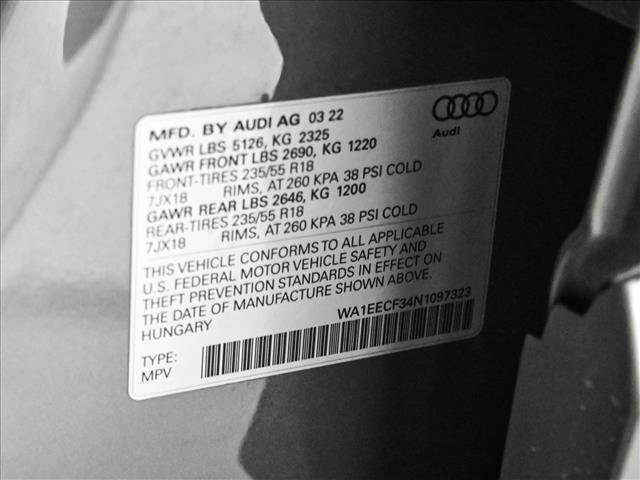 MFD. BY AUDI AG 03 22
GVWR LBS 5126, KG 2325
GAWR FRONT LBS 2690, KG 1220
FRONT-TIRES 235/55 R18
7JX18 RIMS, AT 260 KPA 38 PSI COLD
GAWR REAR LBS 2646, KG 1200
REAR-TIRES 235/55 R18
7JX18 RIMS, AT 260 KPA 38 PSI COLD
Audi
THIS VEHICLE CONFORMS TO ALL APPLICABLE
U.S. FEDERAL MOTOR VEHICLE SAFETY AND
THEFT PREVENTION STANDARDS IN EFFECT ON
THE DATE OF MANUFACTURE SHOWN ABOVE.
HUNGARY
WA1EECF34N1097323
TYPE:
MPV